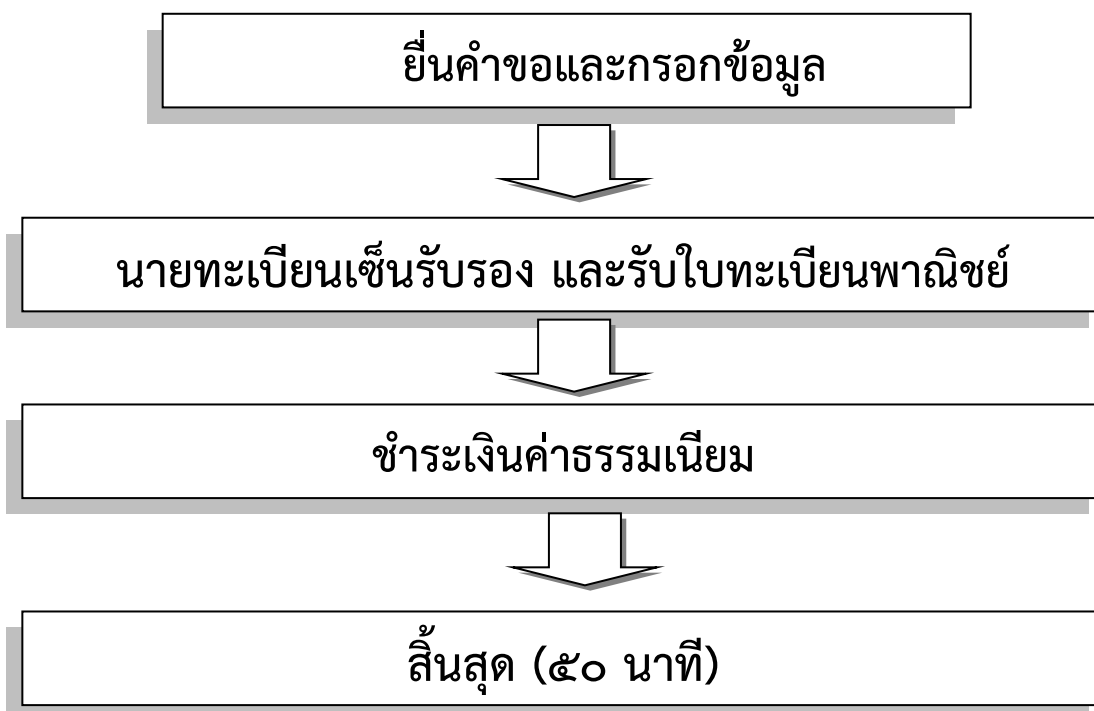 ยื่นคำขอและกรอกข้อมูล
นายทะเบียนเซ็นรับรอง และรับใบทะเบียนพาณิชย์
ชำระเงินค่าธรรมเนียม
สิ้นสุด (๕๐ นาที)